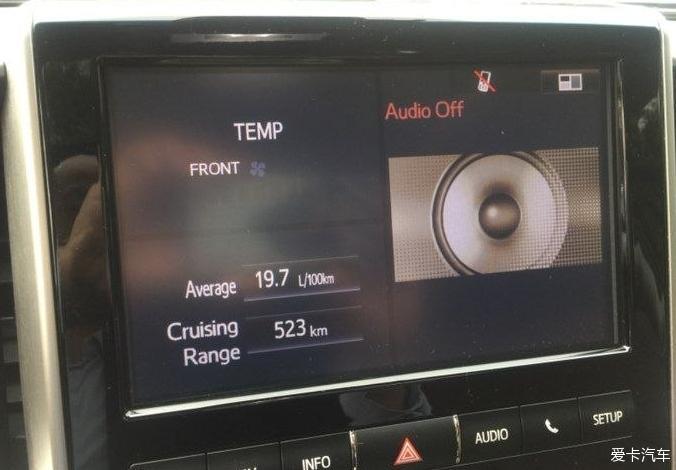 Audio Off
TEMP
FRONT
Average 19.7 L/100km
Cruising Range 523 km
INFO
AUDIO
SETUP
爱卡汽车